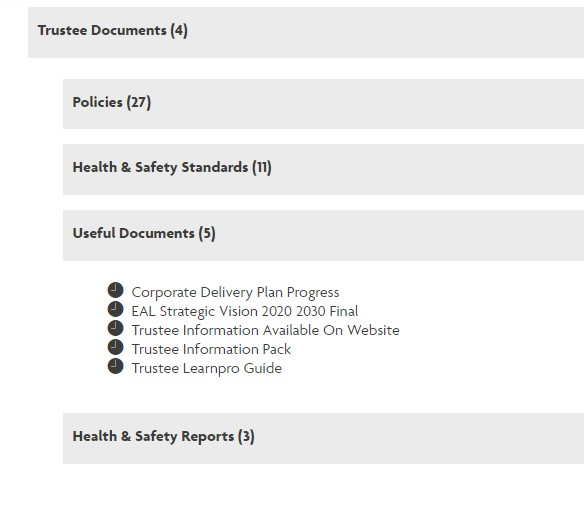 Trustee Documents (4)
Policies (27)
Health & Safety Standards (11)
Useful Documents (5)
Corporate Delivery Plan Progress
EAL Strategic Vision 2020 2030 Final
Trustee Information Available On Website
Trustee Information Pack
Trustee Learnpro Guide
Health & Safety Reports (3)